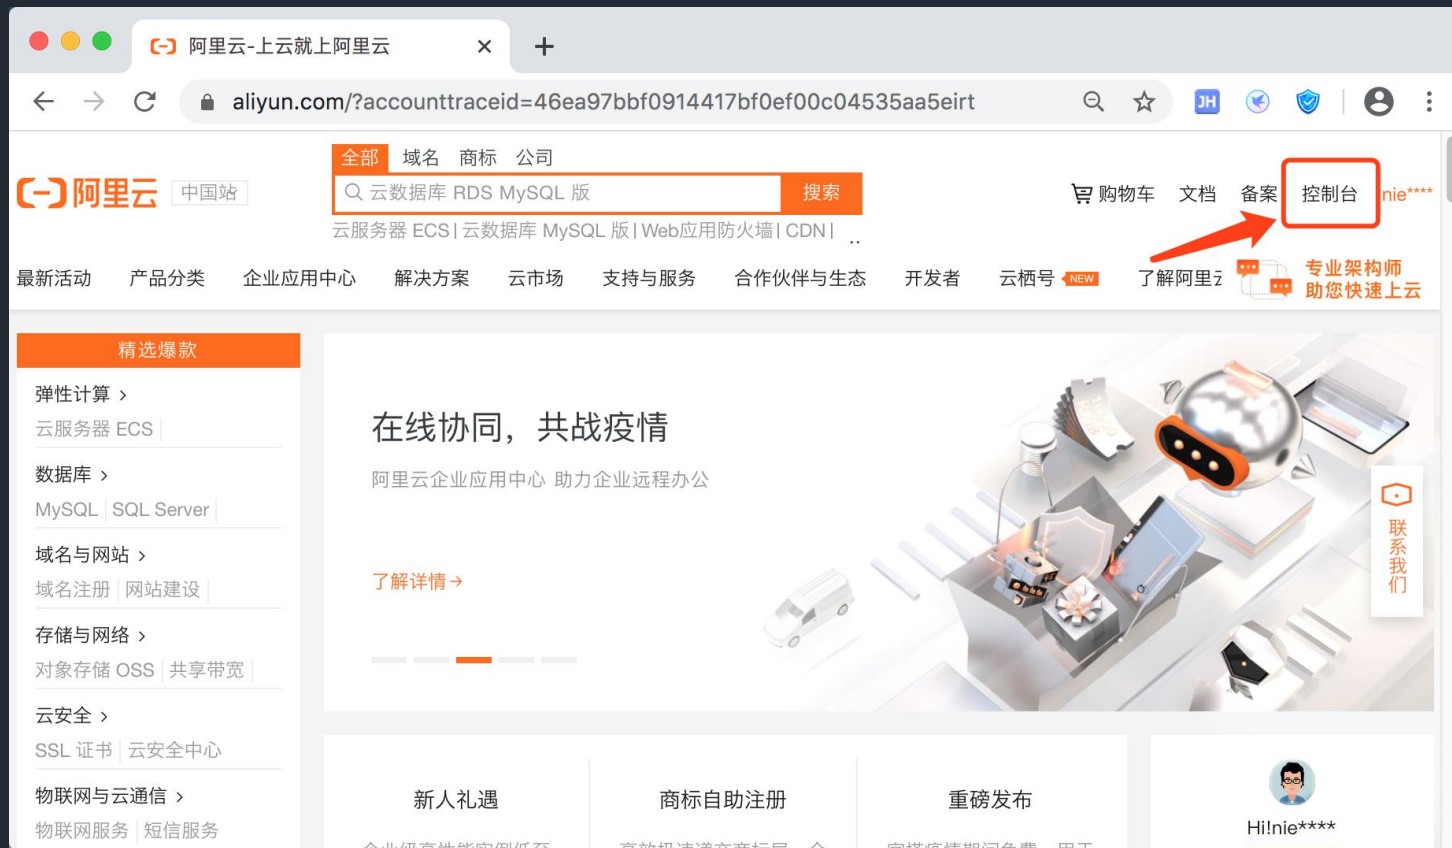 阿里云-上云就上阿里云
aliyun.com/?accounttraceid=46ea97bbf0914417bf0ef00c04535aa5eirt
JH
全部 域名 商标 公司
阿里云 中国站
云数据库 RDS MySQL 版 搜索
购物车 文档 备案 控制台 nie****
云服务器 ECS | 云数据库 MySQL 版 | Web应用防火墙 | CDN | ..
最新活动 产品分类 企业应用中心 解决方案 云市场 支持与服务 合作伙伴与生态 开发者 云栖号 NEW 了解阿里
专业架构师
助您快速上云
精选爆款
弹性计算 >
云服务器 ECS
数据库 >
MySQL SQL Server
域名与网站 >
域名注册 网站建设
存储与网络 >
对象存储 OSS 共享带宽
云安全 >
SSL 证书 云安全中心
物联网与云通信 >
物联网服务 短信服务
在线协同，共战疫情
阿里云企业应用中心 助力企业远程办公
了解详情→
联系我们
新人礼遇
商标自助注册
重磅发布
Hi!nie****